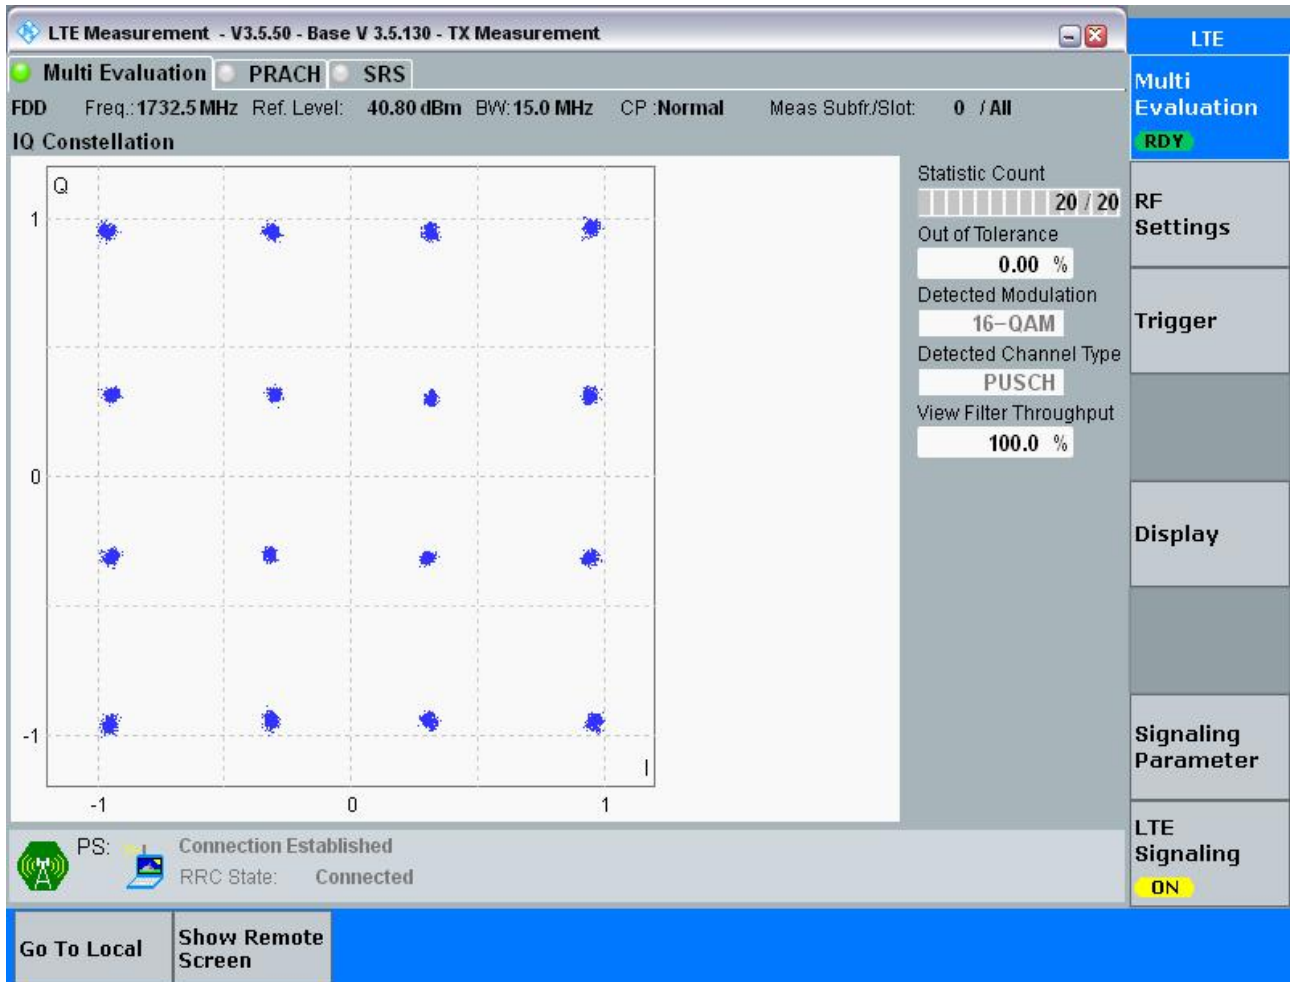 LTE Measurement - V3.5.50 - Base V 3.5.130 - TX Measurement
LTE
Multi Evaluation PRACH SRS
FDD Freq.:1732.5 MHz Ref. Level: 40.80 dBm BW:15.0 MHz CP :Normal Meas Subfr./Slot: 0 / All
IQ Constellation
Q
1
0
-1
I
-1 0 1
Statistic Count
20 / 20
Out of Tolerance
0.00 %
Detected Modulation
16-QAM
Detected Channel Type
PUSCH
View Filter Throughput
100.0 %
Multi
Evaluation
RDY
RF
Settings
Trigger
Display
Signaling
Parameter
LTE
Signaling
ON
PS: Connection Established
RRC State: Connected
Go To Local
Show Remote
Screen